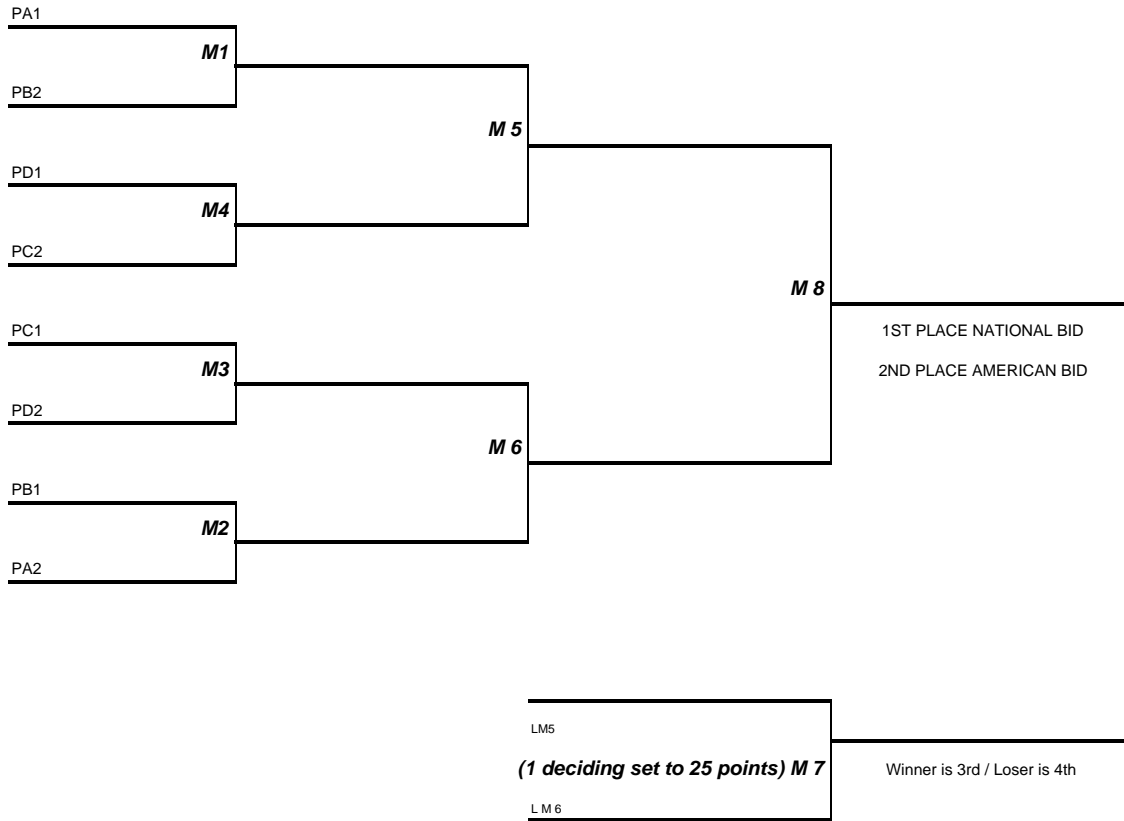 PA1
M1
PB2
M 5
PD1
M4
PC2
M 8
1ST PLACE NATIONAL BID
PC1
2ND PLACE AMERICAN BID
M3
PD2
M 6
PB1
M2
PA2
LM5
(1 deciding set to 25 points) M 7
Winner is 3rd / Loser is 4th
L M 6